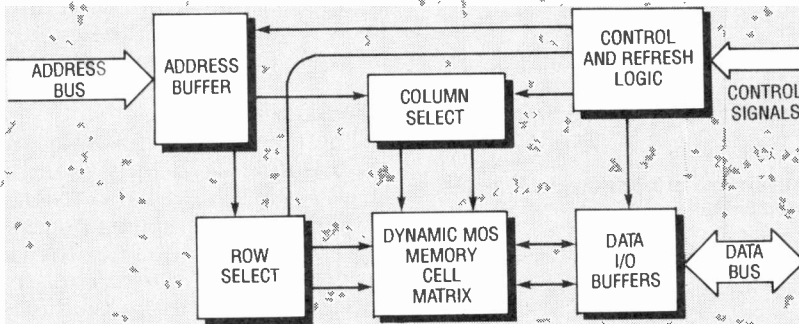 ADDRESS
BUS
ADDRESS
BUFFER
COLUMN
SELECT
CONTROL
AND REFRESH
LOGIC
CONTROL
SIGNALS
ROW
SELECT
DYNAMIC MOS
MEMORY
CELL
MATRIX
DATA
I/O
BUFFERS
DATA
BUS